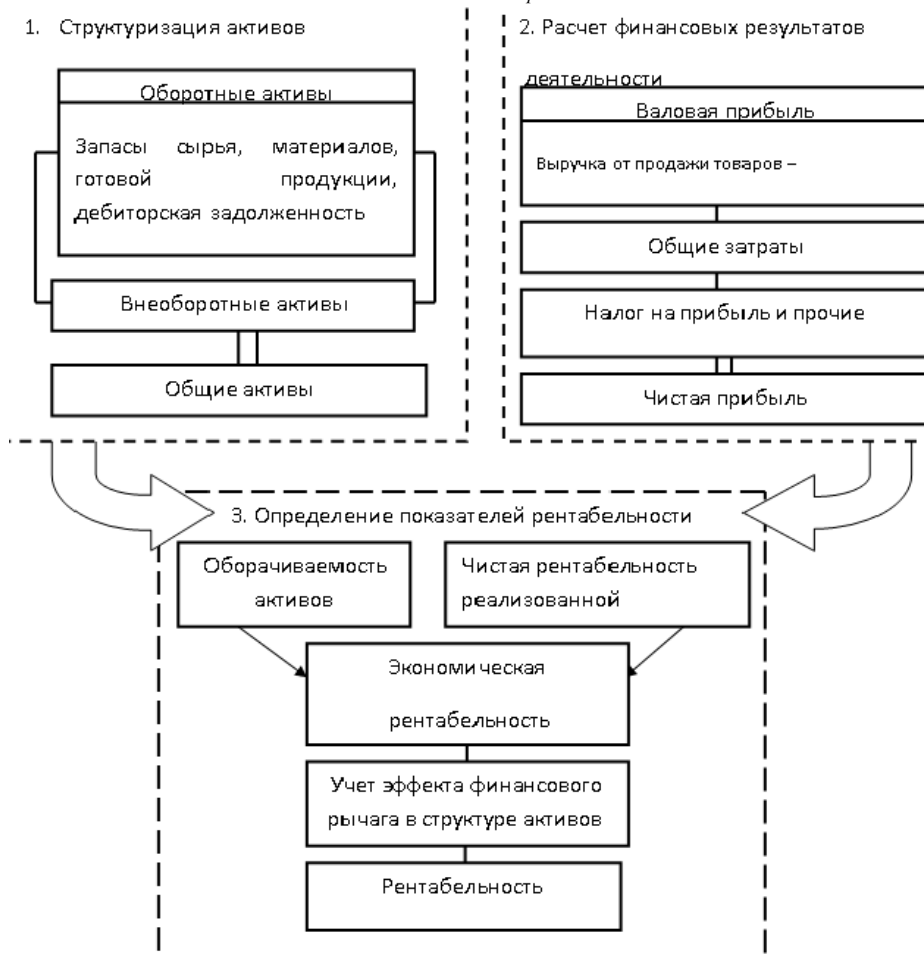 1. Структуризация активов
Оборотные активы
Запасы сырья, материалов,
готовой продукции,
дебиторская задолженность
Внеоборотные активы
Общие активы
2. Расчет финансовых результатов
деятельности
Валовая прибыль
Выручка от продажи товаров –
Общие затраты
Налог на прибыль и прочие
Чистая прибыль
3. Определение показателей рентабельности
Оборачиваемость
активов
Чистая рентабельность
реализованной
Экономическая
рентабельность
Учет эффекта финансового
рычага в структуре активов
Рентабельность